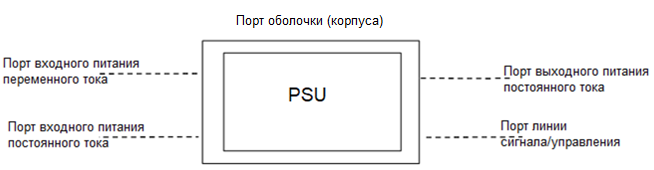 Порт оболочки (корпуса)
Порт входного питания
переменного тока
Порт входного питания
постоянного тока
PSU
Порт выходного питания
постоянного тока
Порт линии
сигнала/управления